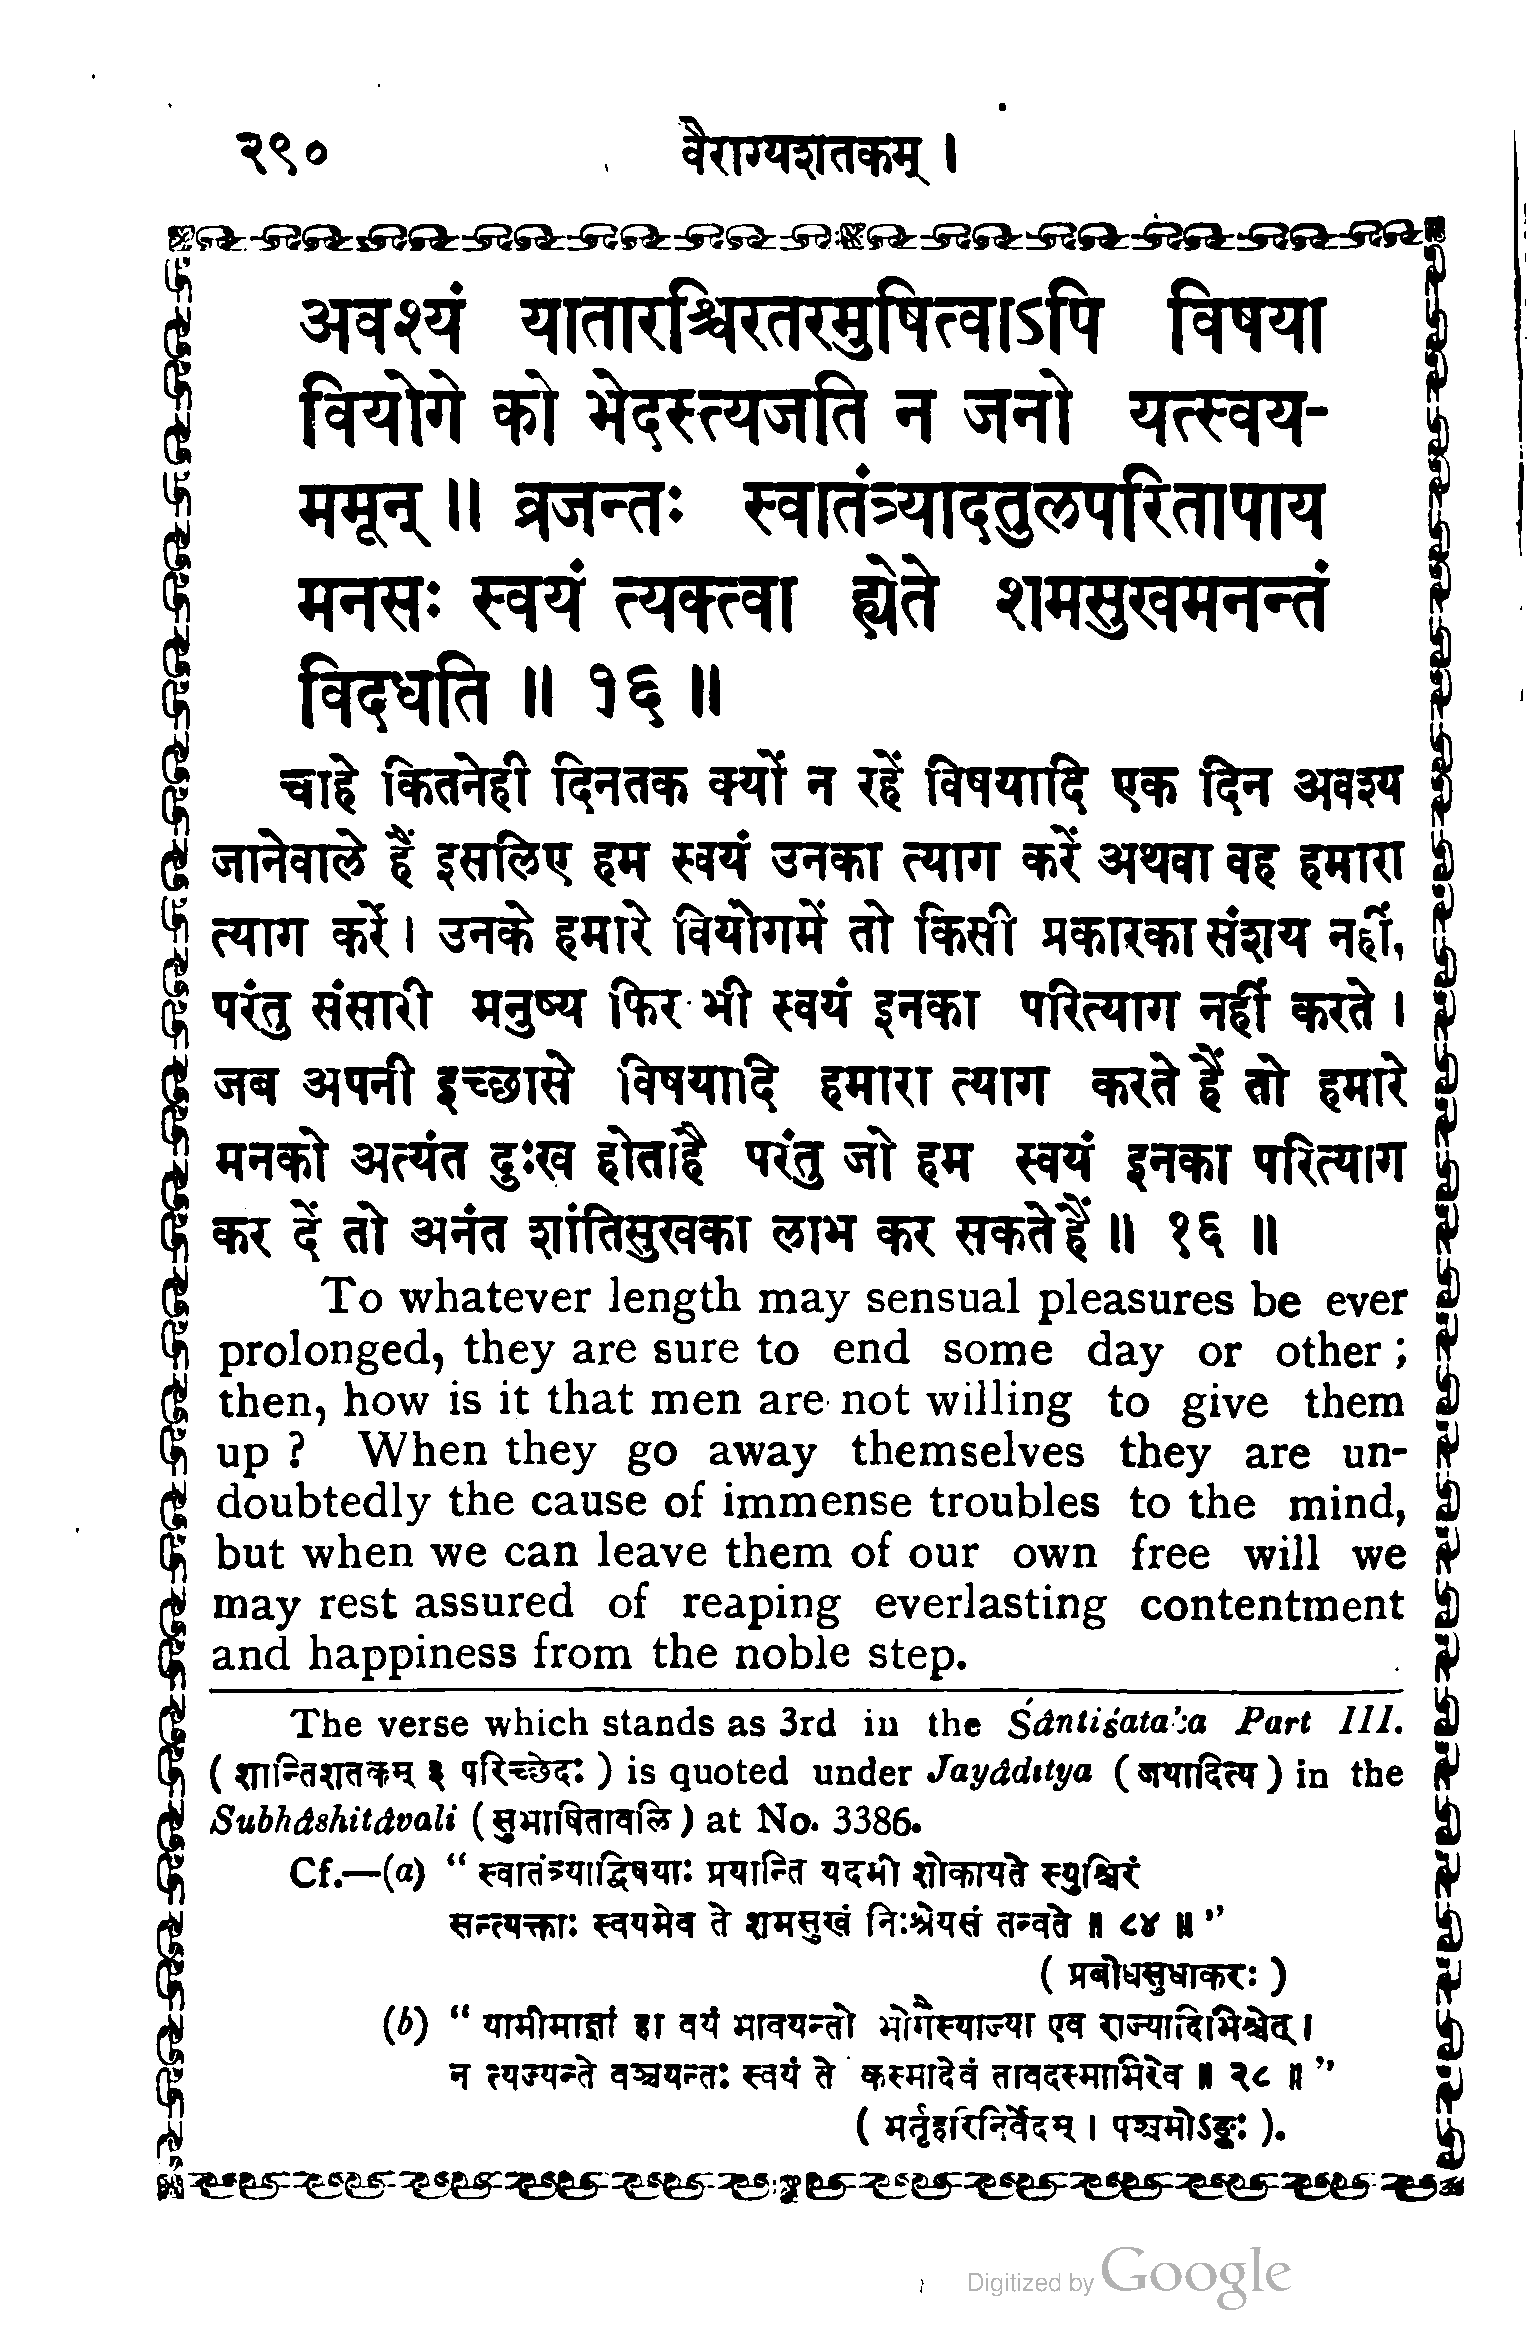 २९० वैराग्यशतकम् ।
अवश्यं यातारश्चिरतरमुषित्वाऽपि विषया
वियोगे को भेदस्त्यजति न जनो यत्स्वय-
ममून् ॥ व्रजन्तः स्वातंत्र्यादतुलपरितापाय
मनसः स्वयं त्यक्त्वा ह्येते शमसुखमनन्तं
विदधति ॥ १६ ॥
चाहे कितनेही दिनतक क्यों न रहें विषयादि एक दिन अवश्य
जानेवाले हैं इसलिए हम स्वयं उनका त्याग करें अथवा वह हमारा
त्याग करें । उनके हमारे वियोगमें तो किसी प्रकारका संशय नहीं,
परंतु संसारी मनुष्य फिर भी स्वयं इनका परित्याग नहीं करते ।
जब अपनी इच्छासे विषयादि हमारा त्याग करते हैं तो हमारे
मनको अत्यंत दुःख होताहै परंतु जो हम स्वयं इनका परित्याग
कर दें तो अनंत शांतिसुखका लाभ कर सकतेहैं ॥ १६ ॥
To whatever length may sensual pleasures be ever
prolonged, they are sure to end some day or other ;
then, how is it that men are not willing to give them
up ? When they go away themselves they are un-
doubtedly the cause of immense troubles to the mind,
but when we can leave them of our own free will we
may rest assured of reaping everlasting contentment
and happiness from the noble step.
The verse which stands as 3rd in the Part III.
( शान्तिशतकम् ३ परिच्छेदः ) is quoted under Jayâditya ( जयादित्य ) in the
Subhâshitâvali ( सुभाषितावलि ) at No. 3386.
Cf.—(a) “ स्वातंत्र्याद्विषयाः प्रयान्ति यदमी शोकायते स्युश्चिरं
सन्त्यक्ताः स्वयमेव ते शमसुखं निःश्रेयसं तन्वते ॥ ८४ ॥ ”
( प्रबोधसुधाकरः )
(b) “ यामीमाज्ञां हा वयं भावयन्तो भोगैस्याज्या एव राज्यादिभिश्चेत् ।
न त्यज्यन्ते वञ्चयन्तः स्वयं ते कस्मादेवं तावदस्माभिरेव ॥ २८ ॥ ”
( भर्तृहरिनिर्वेदम् । पञ्चमोऽङ्कः ).
Digitized by Google